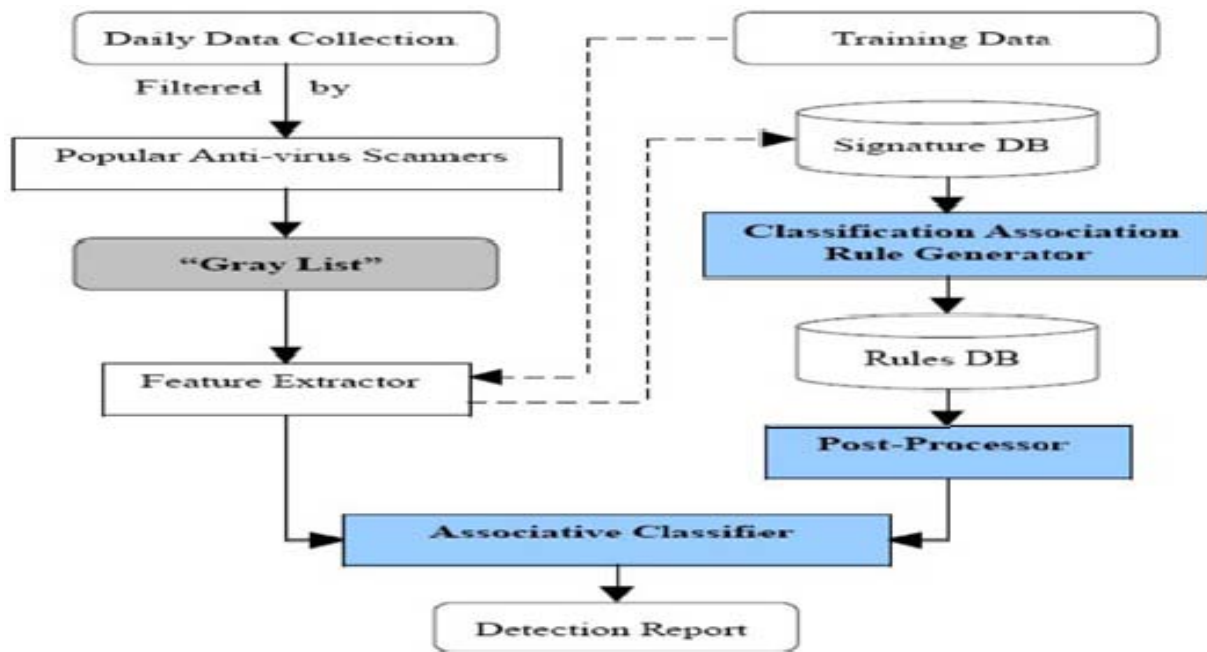 Daily Data Collection
Training Data
Filtered by
Popular Anti-virus Scanners
Signature DB
Classification Association
Rule Generator
“Gray List”
Rules DB
Feature Extractor
Post-Processor
Associative Classifier
Detection Report